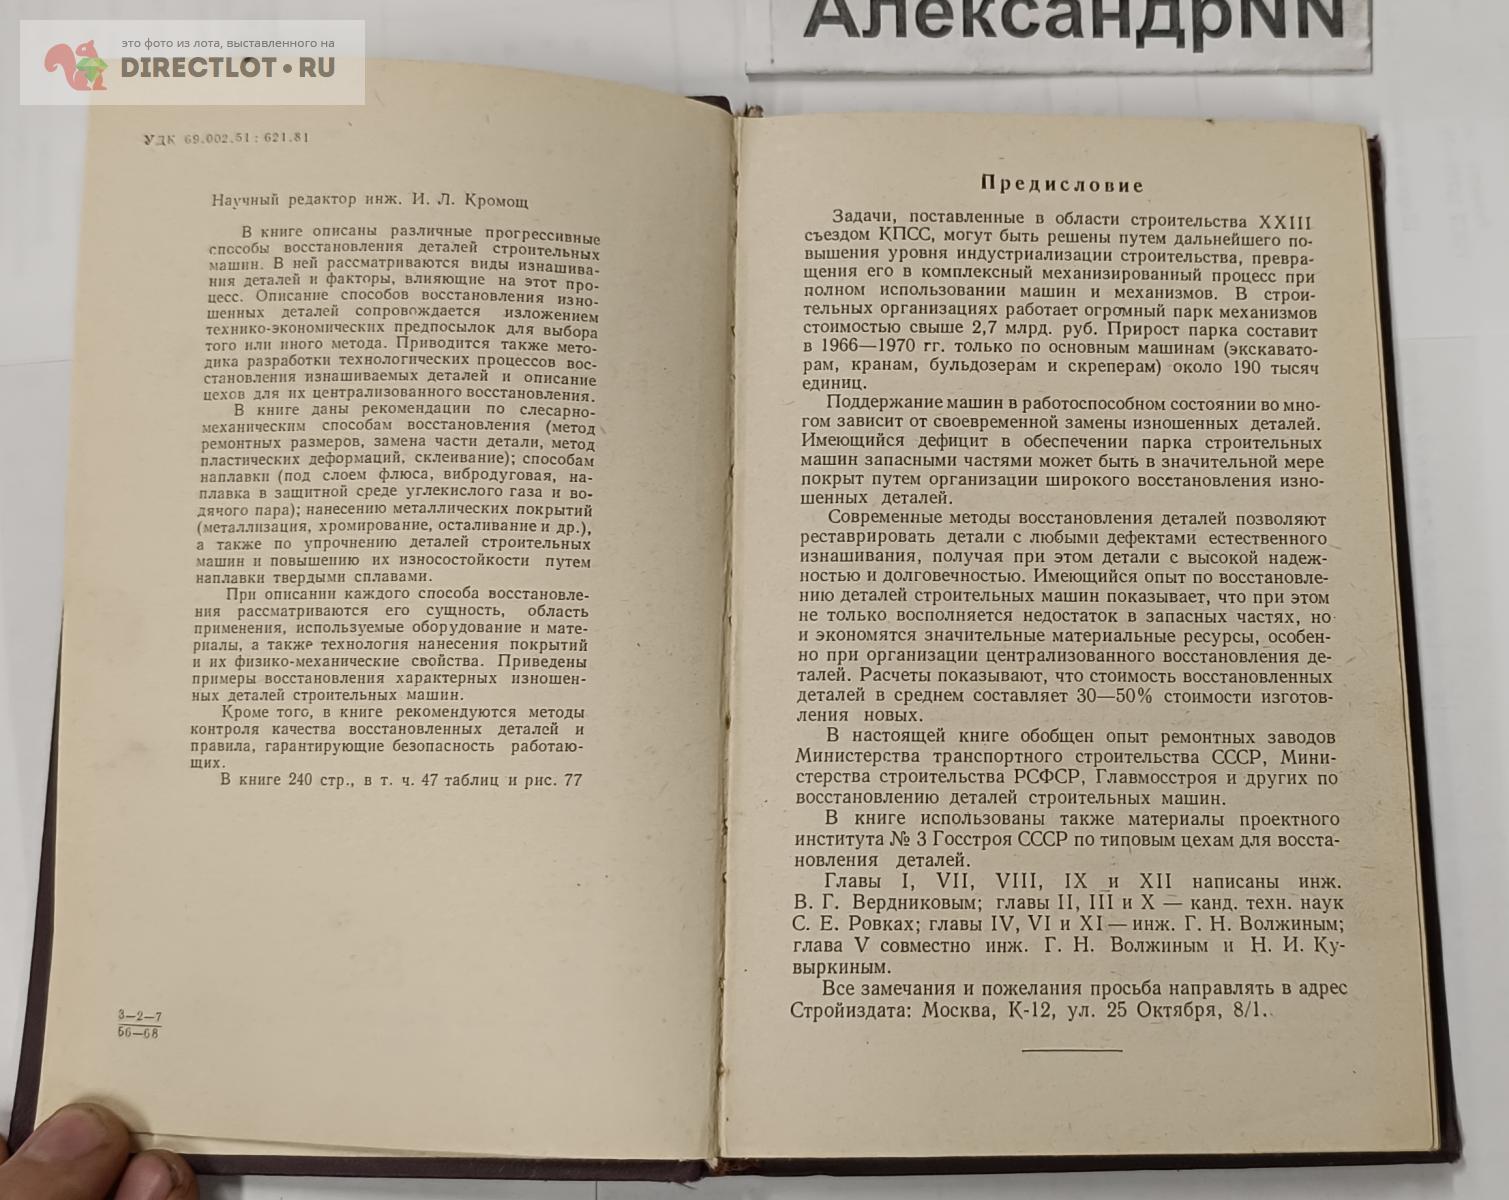 это фото из лота, выставленного на
DIRECTLOT•RU
АлександрNN
УДК 69.002.51:621.81
Научный редактор инж. И. Л. Кромощ
В книге описаны различные прогрессивные
способы восстановления деталей строительных
машин. В ней рассматриваются виды изнашива-
ния деталей и факторы, влияющие на этот про-
цесс. Описание способов восстановления изно-
шенных деталей сопровождается изложением
технико-экономических предпосылок для выбора
того или иного метода. Приводится также мето-
дика разработки технологических процессов вос-
становления изнашиваемых деталей и описание
цехов для их централизованного восстановления.
В книге даны рекомендации по слесарно-
механическим способам восстановления (метод
ремонтных размеров, замена части детали, метод
пластических деформаций, склеивание); способам
наплавки (под слоем флюса, вибродуговая, на-
плавка в защитной среде углекислого газа и во-
дяного пара); нанесению металлических покрытий
(металлизация, хромирование, осталивание и др.),
а также по упрочнению деталей строительных
машин и повышению их износостойкости путем
наплавки твердыми сплавами.
При описании каждого способа восстановле-
ния рассматриваются его сущность, область
применения, используемые оборудование и мате-
риалы, а также технология нанесения покрытий
и их физико-механические свойства. Приведены
примеры восстановления характерных изношен-
ных деталей строительных машин.
Кроме того, в книге рекомендуются методы
контроля качества восстановленных деталей и
правила, гарантирующие безопасность работаю-
щих.
В книге 240 стр., в т. ч. 47 таблиц и рис. 77
3—2—7
56—68
Предисловие
Задачи, поставленные в области строительства XXIII
съездом КПСС, могут быть решены путем дальнейшего по-
вышения уровня индустриализации строительства, превра-
щения его в комплексный механизированный процесс при
полном использовании машин и механизмов. В строи-
тельных организациях работает огромный парк механизмов
стоимостью свыше 2,7 млрд. руб. Прирост парка составит
в 1966—1970 гг. только по основным машинам (экскавато-
рам, кранам, бульдозерам и скреперам) около 190 тысяч
единиц.
Поддержание машин в работоспособном состоянии во мно-
гом зависит от своевременной замены изношенных деталей.
Имеющийся дефицит в обеспечении парка строительных
машин запасными частями может быть в значительной мере
покрыт путем организации широкого восстановления изно-
шенных деталей.
Современные методы восстановления деталей позволяют
реставрировать детали с любыми дефектами естественного
изнашивания, получая при этом детали с высокой надеж-
ностью и долговечностью. Имеющийся опыт по восстановле-
нию деталей строительных машин показывает, что при этом
не только восполняется недостаток в запасных частях, но
и экономятся значительные материальные ресурсы, особен-
но при организации централизованного восстановления де-
талей. Расчеты показывают, что стоимость восстановленных
деталей в среднем составляет 30—50% стоимости изготов-
ления новых.
В настоящей книге обобщен опыт ремонтных заводов
Министерства транспортного строительства СССР, Мини-
стерства строительства РСФСР, Главмосстроя и других по
восстановлению деталей строительных машин.
В книге использованы также материалы проектного
института № 3 Госстроя СССР по типовым цехам для восста-
новления деталей.
Главы I, VII, VIII, IX и XII написаны инж.
В. Г. Вердниковым; главы II, III и X — канд. техн. наук
С. Е. Ровках; главы IV, VI и XI — инж. Г. Н. Волжиным;
глава V совместно инж. Г. Н. Волжиным и Н. И. Ку-
выркиным.
Все замечания и пожелания просьба направлять в адрес
Стройиздата: Москва, К-12, ул. 25 Октября, 8/1.